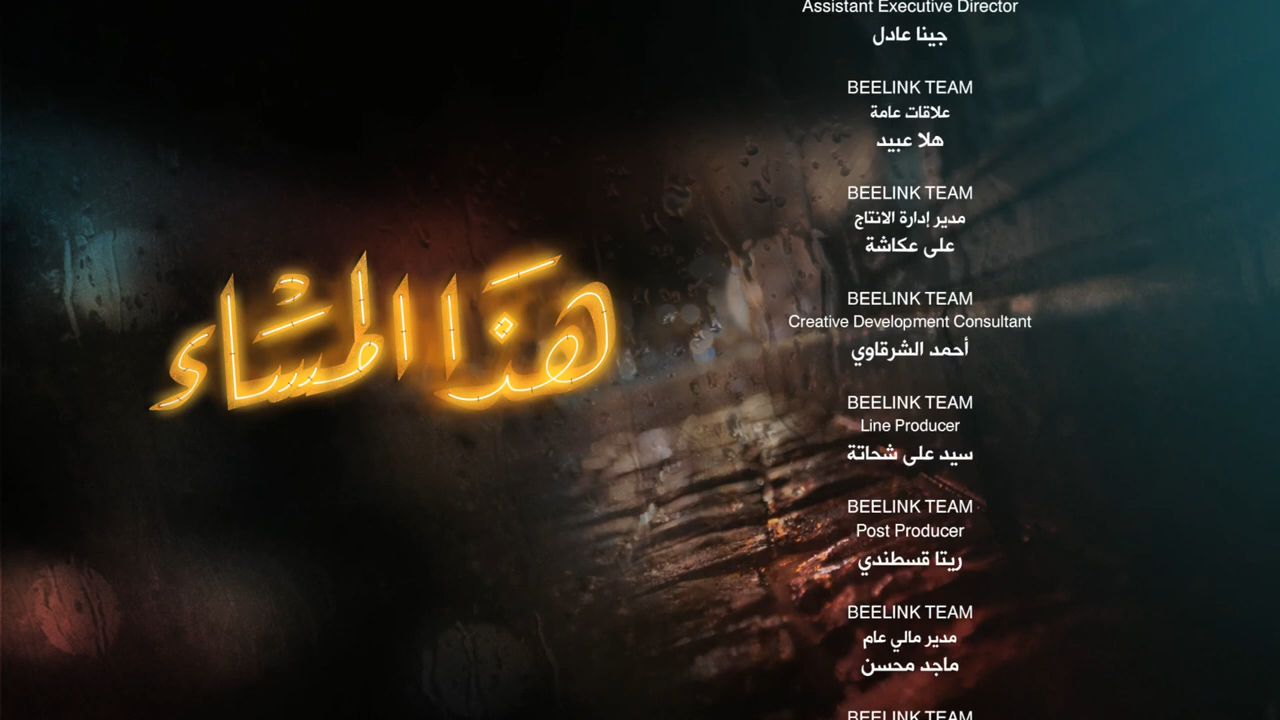 هَذَا المْسَاء
Assistant Executive Director
جينا عادل
BEELINK TEAM
علاقات عامة
هلا عبيد
BEELINK TEAM
مدير إدارة الانتاج
على عكاشة
BEELINK TEAM
Creative Development Consultant
أحمد الشرقاوي
BEELINK TEAM
Line Producer
سيد على شحاتة
BEELINK TEAM
Post Producer
ريتا قسطندي
BEELINK TEAM
مدير مالي عام
ماجد محسن
BEELINK TEAM